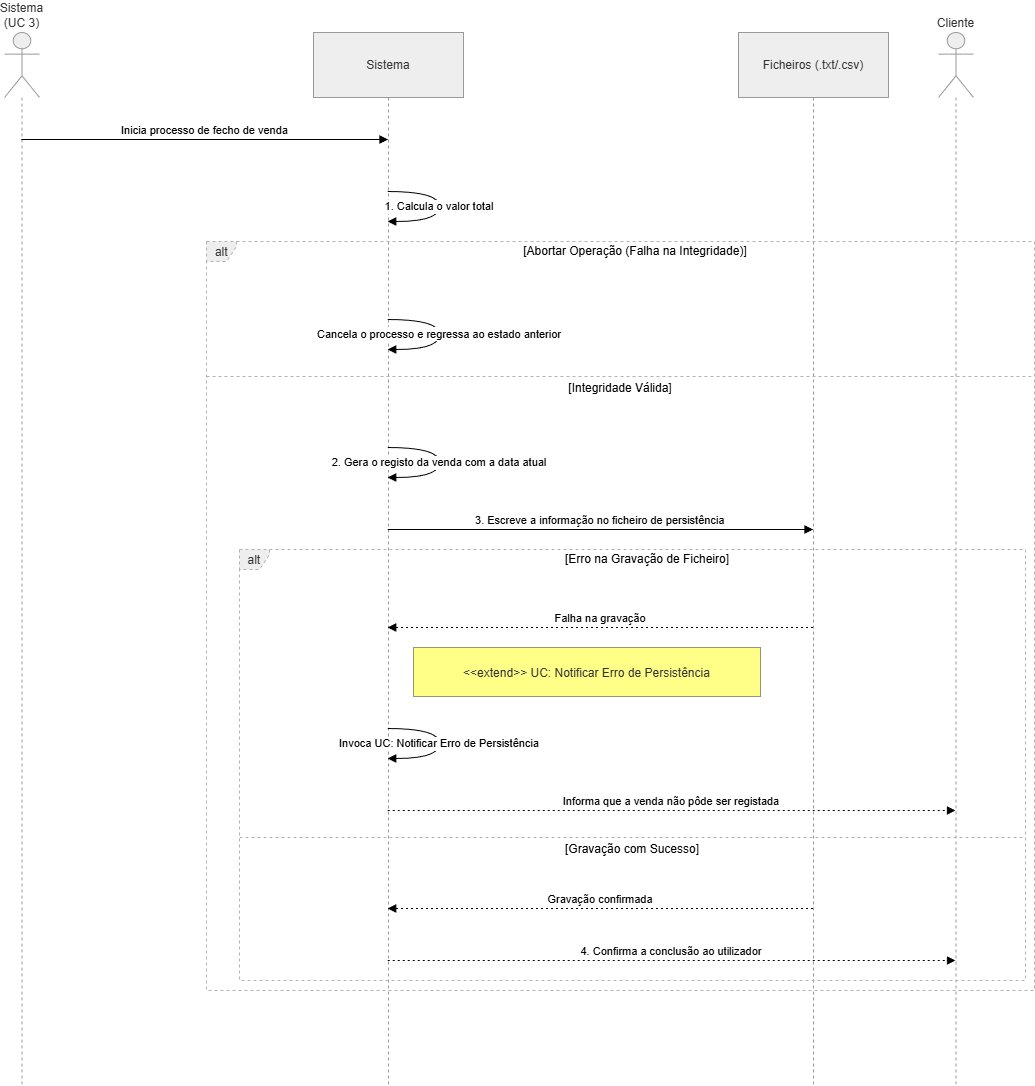 Sistema
(UC 3)
Cliente
Sistema
Ficheiros (.txt/.csv)
Inicia processo de fecho de venda
1. Calcula o valor total
alt
[Abortar Operação (Falha na Integridade)]
Cancela o processo e regressa ao estado anterior
[Integridade Válida]
2. Gera o registo da venda com a data atual
3. Escreve a informação no ficheiro de persistência
alt
[Erro na Gravação de Ficheiro]
Falha na gravação
<<extend>> UC: Notificar Erro de Persistência
Invoca UC: Notificar Erro de Persistência
Informa que a venda não pôde ser registada
[Gravação com Sucesso]
Gravação confirmada
4. Confirma a conclusão ao utilizador